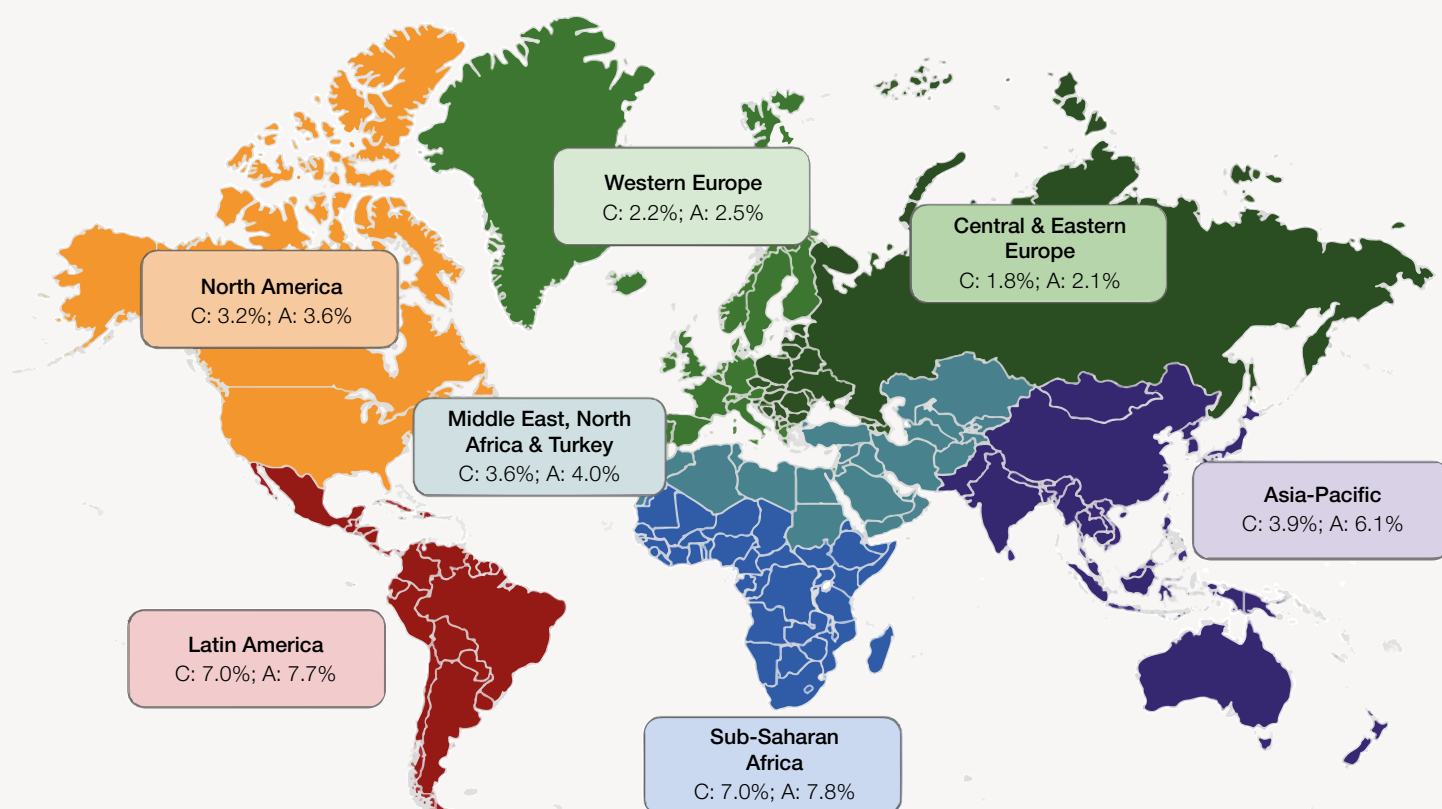 Western Europe
C: 2.2%; A: 2.5%
Central & Eastern
Europe
C: 1.8%; A: 2.1%
North America
C: 3.2%; A: 3.6%
Middle East, North
Africa & Turkey
C: 3.6%; A: 4.0%
Asia-Pacific
C: 3.9%; A: 6.1%
Latin America
C: 7.0%; A: 7.7%
Sub-Saharan
Africa
C: 7.0%; A: 7.8%